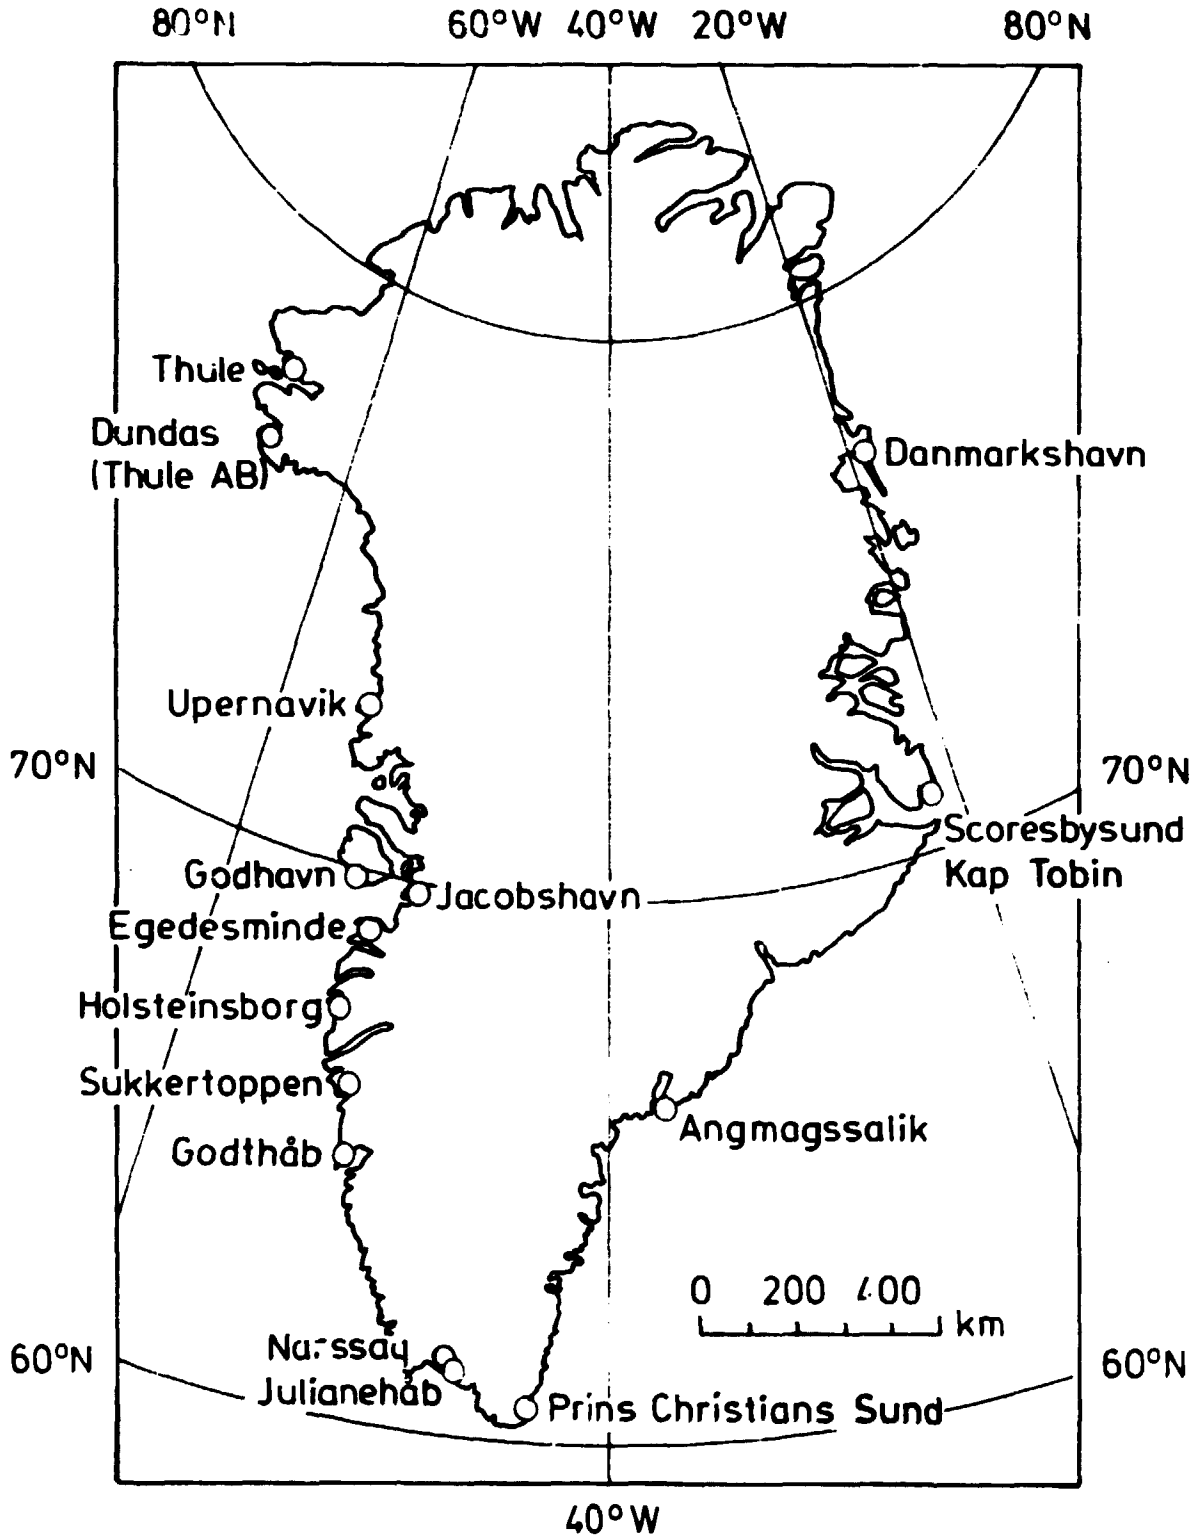 80°N 60°W 40°W 20°W 80°N
Thule
Dundas
(Thule AB)
Danmarkshavn
Upernavik
70°N 70°N
Scoresbysund
Kap Tobin
Godhavn
Jacobshavn
Egedesminde
Holsteinsborg
Sukkertoppen
Angmagssalik
Godthåb
0 200 400
km
60°N 60°N
Julianehåb
Prins Christians Sund
40°W